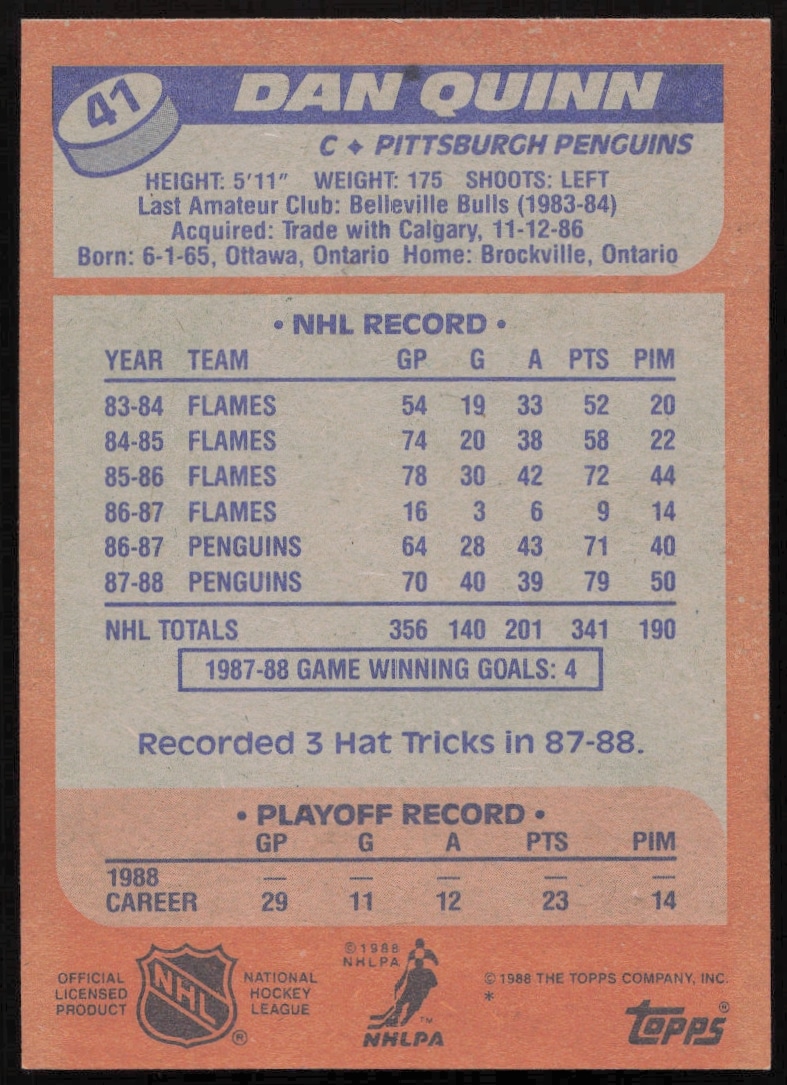 41
DAN QUINN
C ✦ PITTSBURGH PENGUINS
HEIGHT: 5'11" WEIGHT: 175 SHOOTS: LEFT
Last Amateur Club: Belleville Bulls (1983-84)
Acquired: Trade with Calgary, 11-12-86
Born: 6-1-65, Ottawa, Ontario Home: Brockville, Ontario
• NHL RECORD •
YEAR TEAM GP G A PTS PIM
83-84 FLAMES 54 19 33 52 20
84-85 FLAMES 74 20 38 58 22
85-86 FLAMES 78 30 42 72 44
86-87 FLAMES 16 3 6 9 14
86-87 PENGUINS 64 28 43 71 40
87-88 PENGUINS 70 40 39 79 50
NHL TOTALS 356 140 201 341 190
1987-88 GAME WINNING GOALS: 4
Recorded 3 Hat Tricks in 87-88.
• PLAYOFF RECORD •
GP G A PTS PIM
1988 — — — — —
CAREER 29 11 12 23 14
OFFICIAL
LICENSED
PRODUCT
NHL
®
NATIONAL
HOCKEY
LEAGUE
© 1988
NHLPA
™
NHLPA
© 1988 THE TOPPS COMPANY, INC.
*
topps®